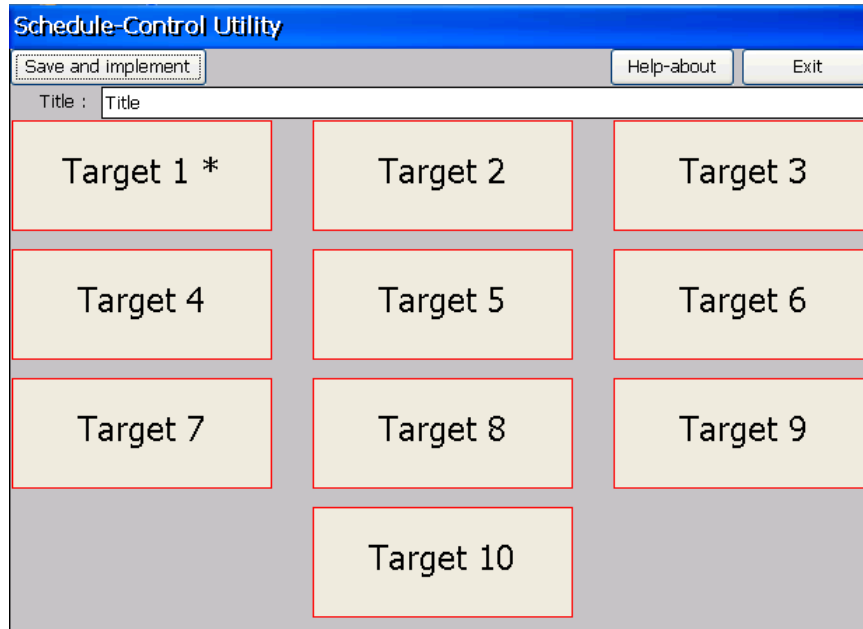 Schedule-Control Utility
Save and implement Help-about Exit
Title : Title
Target 1 * Target 2 Target 3
Target 4 Target 5 Target 6
Target 7 Target 8 Target 9
Target 10